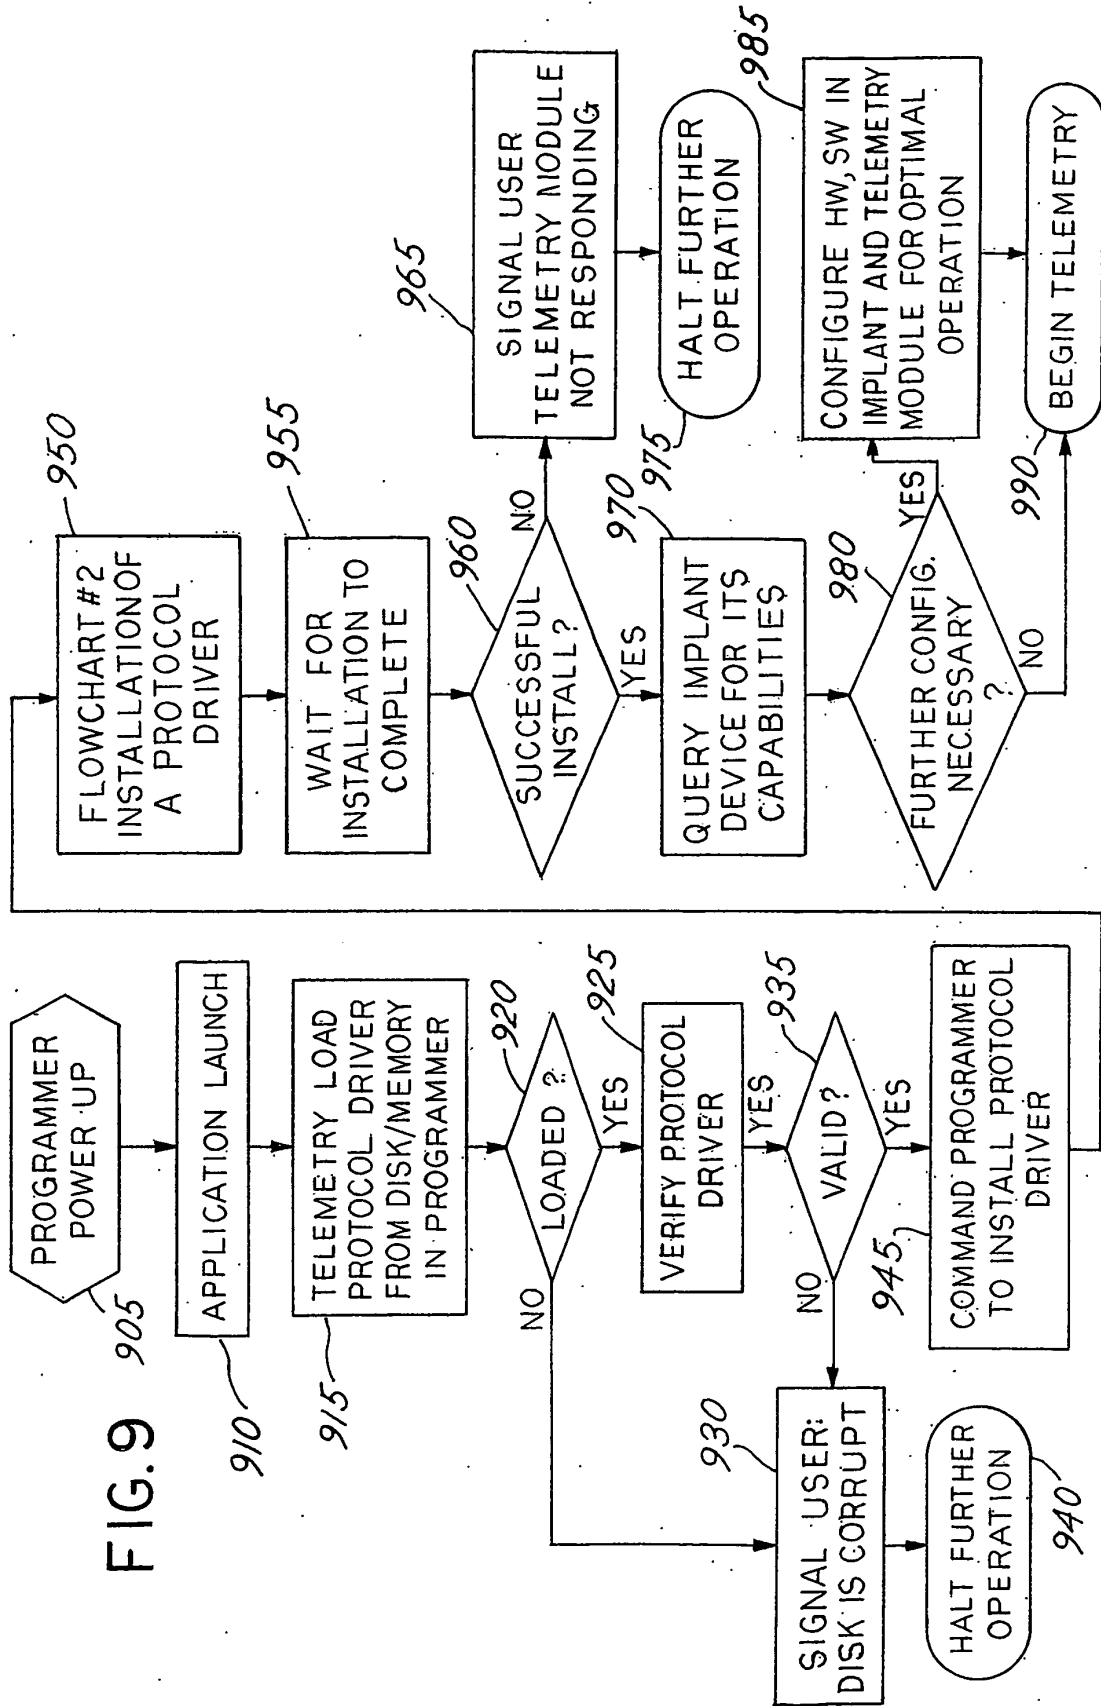 FIG. 9
PROGRAMMER
POWER UP
905
APPLICATION LAUNCH
910
TELEMETRY LOAD
PROTOCOL DRIVER
FROM DISK/MEMORY
IN PROGRAMMER
915
LOADED ?
920
NO
YES
VERIFY PROTOCOL
DRIVER
925
YES
VALID?
935
NO
YES
SIGNAL USER:
DISK IS CORRUPT
930
HALT FURTHER
OPERATION
940
COMMAND PROGRAMMER
TO INSTALL PROTOCOL
DRIVER
945
FLOWCHART #2
INSTALLATION OF
A PROTOCOL
DRIVER
950
WAIT FOR
INSTALLATION TO
COMPLETE
955
SUCCESSFUL
INSTALL?
960
NO
YES
SIGNAL USER
TELEMETRY MODULE
NOT RESPONDING
965
HALT FURTHER
OPERATION
975
QUERY IMPLANT
DEVICE FOR ITS
CAPABILITIES
970
FURTHER CONFIG.
NECESSARY
?
980
YES
NO
CONFIGURE HW, SW IN
IMPLANT AND TELEMETRY
MODULE FOR OPTIMAL
OPERATION
985
BEGIN TELEMETRY
990